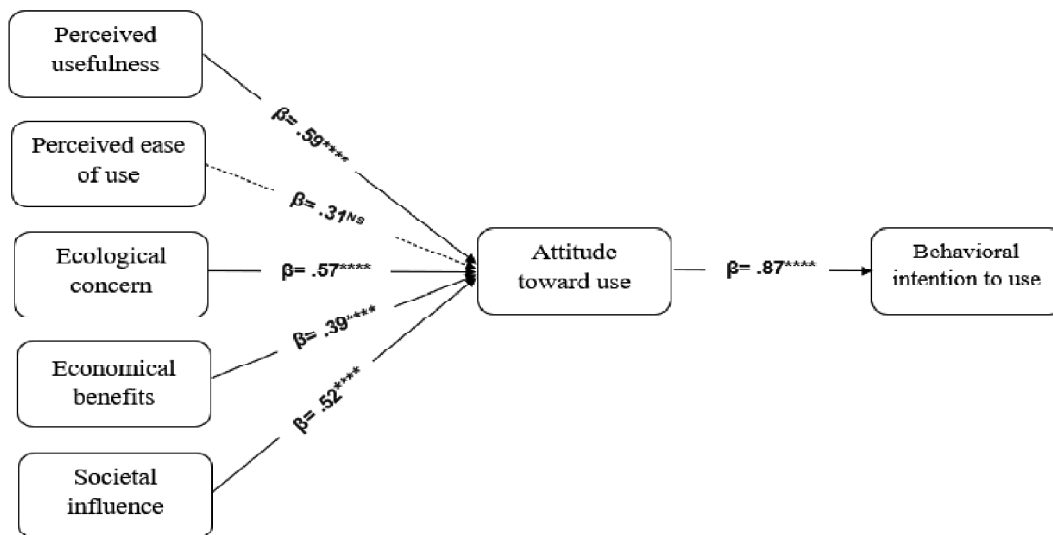 Perceived
usefulness
β= .59****
Perceived ease
of use
β= .31ᴺˢ
Ecological
concern
β= .57****
Attitude
toward use
β= .87****
Behavioral
intention to use
β= .39****
Economical
benefits
β= .52****
Societal
influence